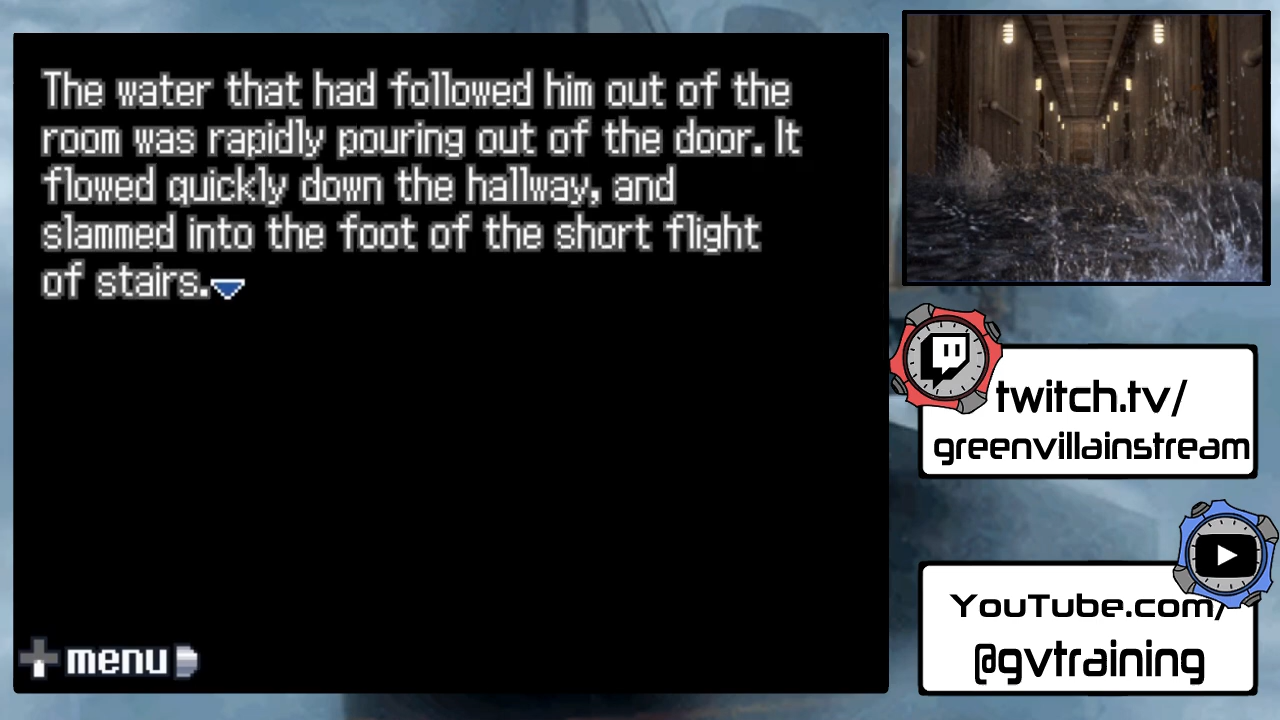 The water that had followed him out of the
room was rapidly pouring out of the door. It
flowed quickly down the hallway, and
slammed into the foot of the short flight
of stairs.
menu
twitch.tv/
greenvillainstream
YouTube.com/
@gvtraining